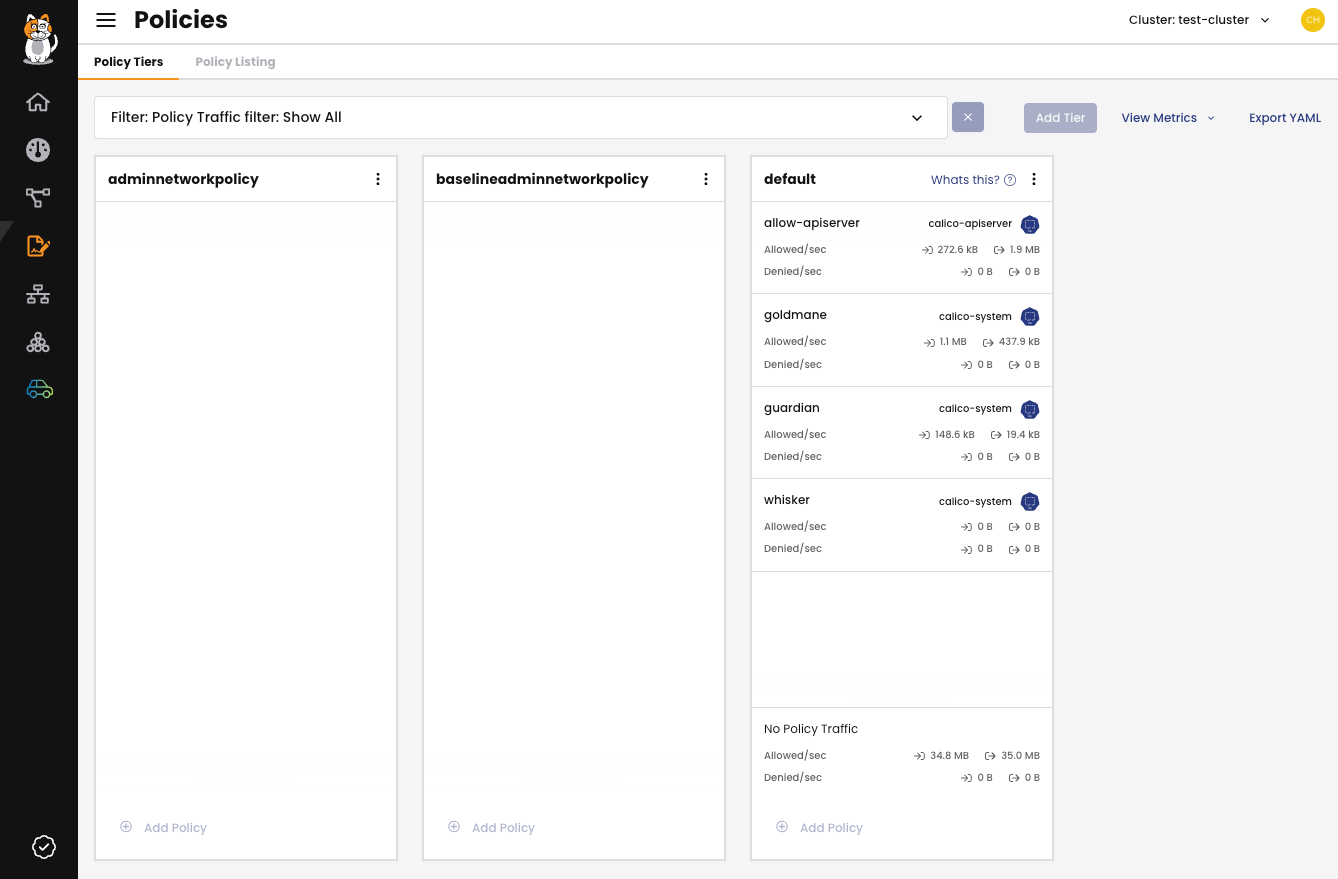 Policies
Cluster: test-cluster
CH
Policy Tiers
Policy Listing
Filter: Policy Traffic filter: Show All
Add Tier
View Metrics
Export YAML
adminnetworkpolicy
Add Policy
baselineadminnetworkpolicy
Add Policy
default
Whats this?
allow-apiserver calico-apiserver
Allowed/sec 272.6 kB 1.9 MB
Denied/sec 0 B 0 B
goldmane calico-system
Allowed/sec 1.1 MB 437.9 kB
Denied/sec 0 B 0 B
guardian calico-system
Allowed/sec 148.6 kB 19.4 kB
Denied/sec 0 B 0 B
whisker calico-system
Allowed/sec 0 B 0 B
Denied/sec 0 B 0 B
No Policy Traffic
Allowed/sec 34.8 MB 35.0 MB
Denied/sec 0 B 0 B
Add Policy